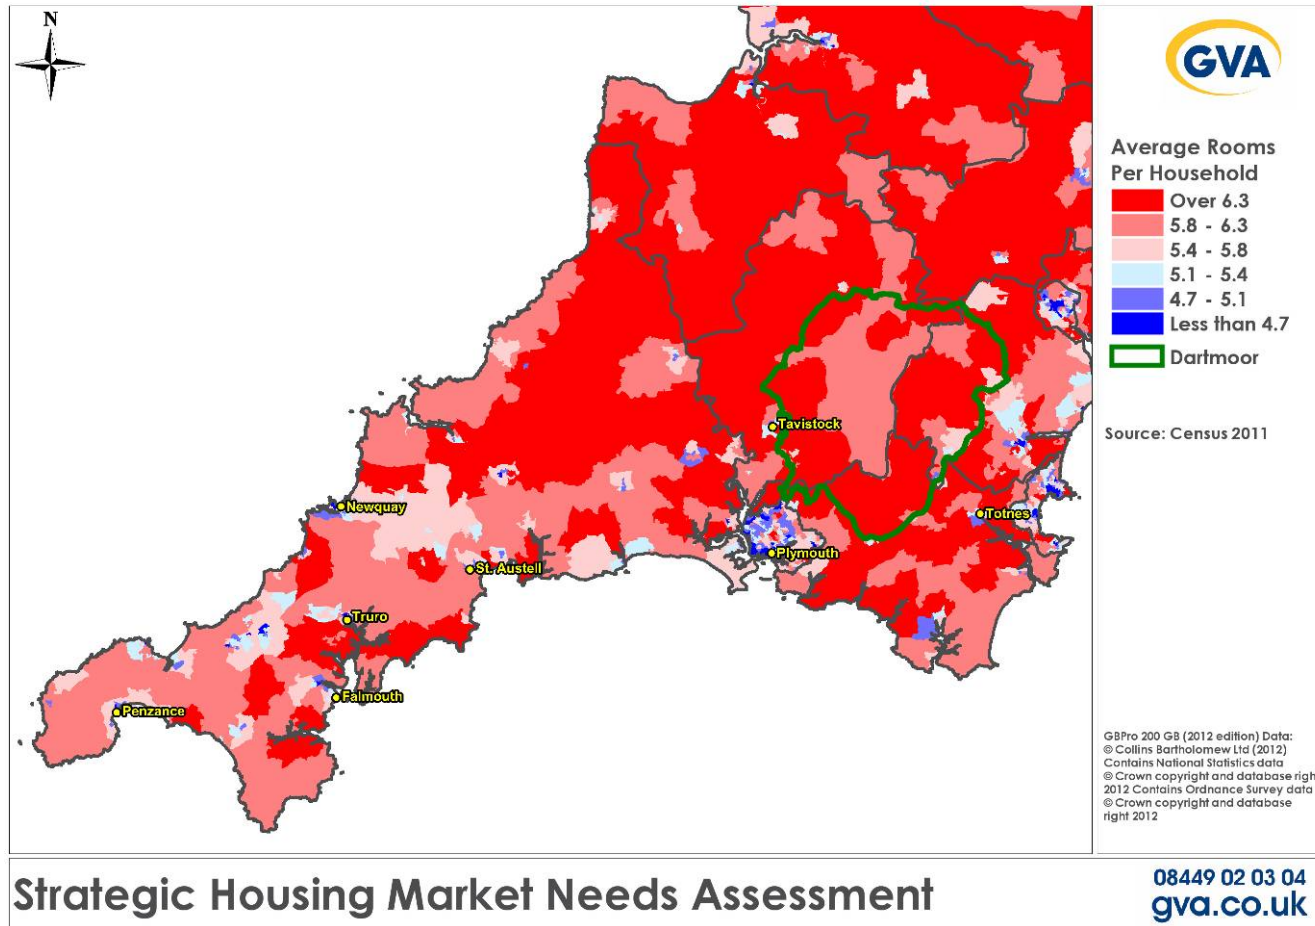 N
GVA
Average Rooms
Per Household
Over 6.3
5.8 - 6.3
5.4 - 5.8
5.1 - 5.4
4.7 - 5.1
Less than 4.7
Dartmoor
Source: Census 2011
Tavistock
Newquay
Totnes
Plymouth
St. Austell
Truro
Falmouth
Penzance
GBPro 200 GB (2012 edition) Data:
© Collins Bartholomew Ltd (2012)
Contains National Statistics data
© Crown copyright and database righ
2012 Contains Ordnance Survey data
© Crown copyright and database
right 2012
Strategic Housing Market Needs Assessment
08449 02 03 04
gva.co.uk